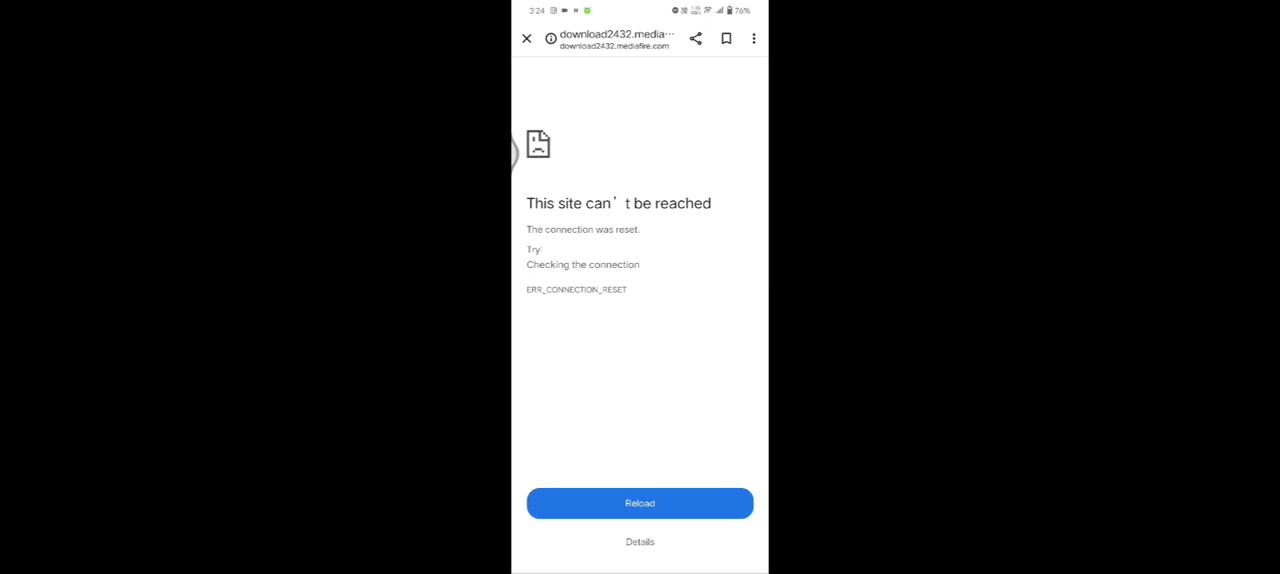 3:24 76%
download2432.media...
download2432.mediafire.com
This site can't be reached
The connection was reset.
Try:
Checking the connection
ERR_CONNECTION_RESET
Reload
Details